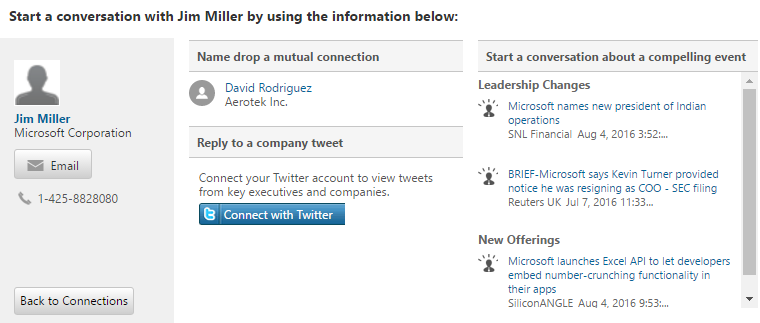 Start a conversation with Jim Miller by using the information below:
Jim Miller
Microsoft Corporation
Email
1-425-8828080
Back to Connections
Name drop a mutual connection
David Rodriguez
Aerotek Inc.
Reply to a company tweet
Connect your Twitter account to view tweets
from key executives and companies.
Connect with Twitter
Start a conversation about a compelling event
Leadership Changes
Microsoft names new president of Indian
operations
SNL Financial Aug 4, 2016 3:52:...
BRIEF-Microsoft says Kevin Turner provided
notice he was resigning as COO - SEC filing
Reuters UK Jul 7, 2016 11:33...
New Offerings
Microsoft launches Excel API to let developers
embed number-crunching functionality in
their apps
SiliconANGLE Aug 4, 2016 9:53:...